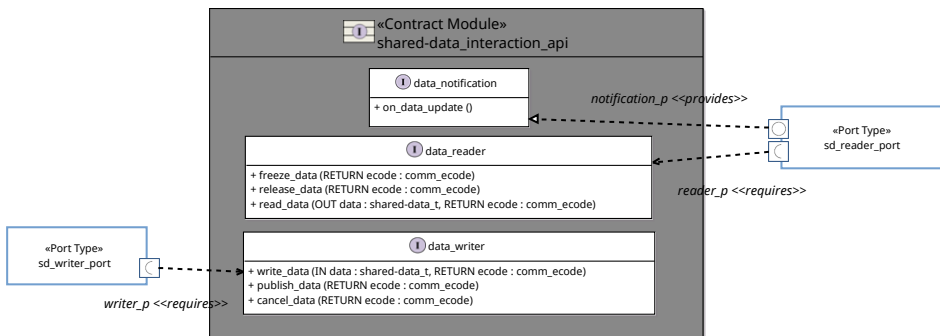 «Contract Module»
shared-data_interaction_api
I data_notification
+ on_data_update ()
notification_p <<provides>>
«Port Type»
sd_reader_port
I data_reader
+ freeze_data (RETURN ecode : comm_ecode)
+ release_data (RETURN ecode : comm_ecode)
+ read_data (OUT data : shared-data_t, RETURN ecode : comm_ecode)
reader_p <<requires>>
«Port Type»
sd_writer_port
I data_writer
+ write_data (IN data : shared-data_t, RETURN ecode : comm_ecode)
+ publish_data (RETURN ecode : comm_ecode)
+ cancel_data (RETURN ecode : comm_ecode)
writer_p <<requires>>